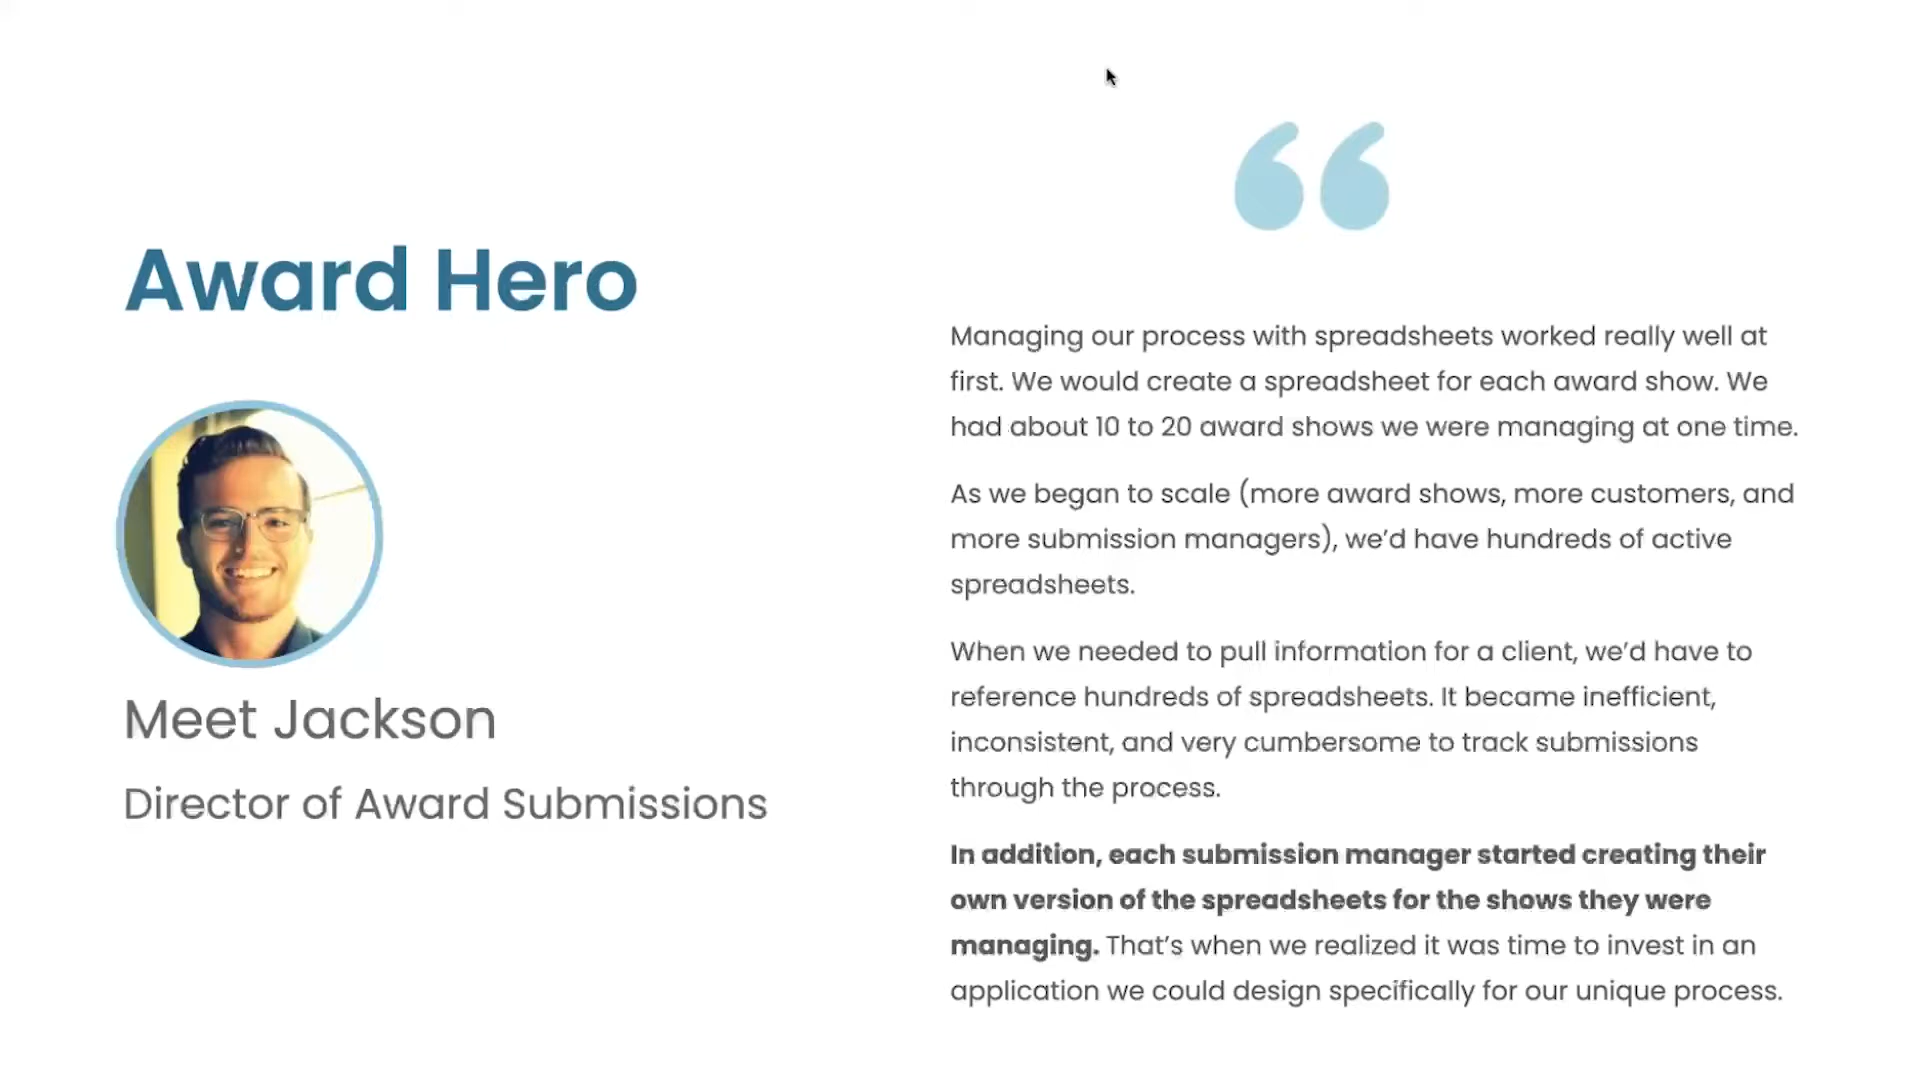 Award Hero
Meet Jackson
Director of Award Submissions
“
Managing our process with spreadsheets worked really well at
first. We would create a spreadsheet for each award show. We
had about 10 to 20 award shows we were managing at one time.
As we began to scale (more award shows, more customers, and
more submission managers), we’d have hundreds of active
spreadsheets.
When we needed to pull information for a client, we’d have to
reference hundreds of spreadsheets. It became inefficient,
inconsistent, and very cumbersome to track submissions
through the process.
In addition, each submission manager started creating their
own version of the spreadsheets for the shows they were
managing. That’s when we realized it was time to invest in an
application we could design specifically for our unique process.